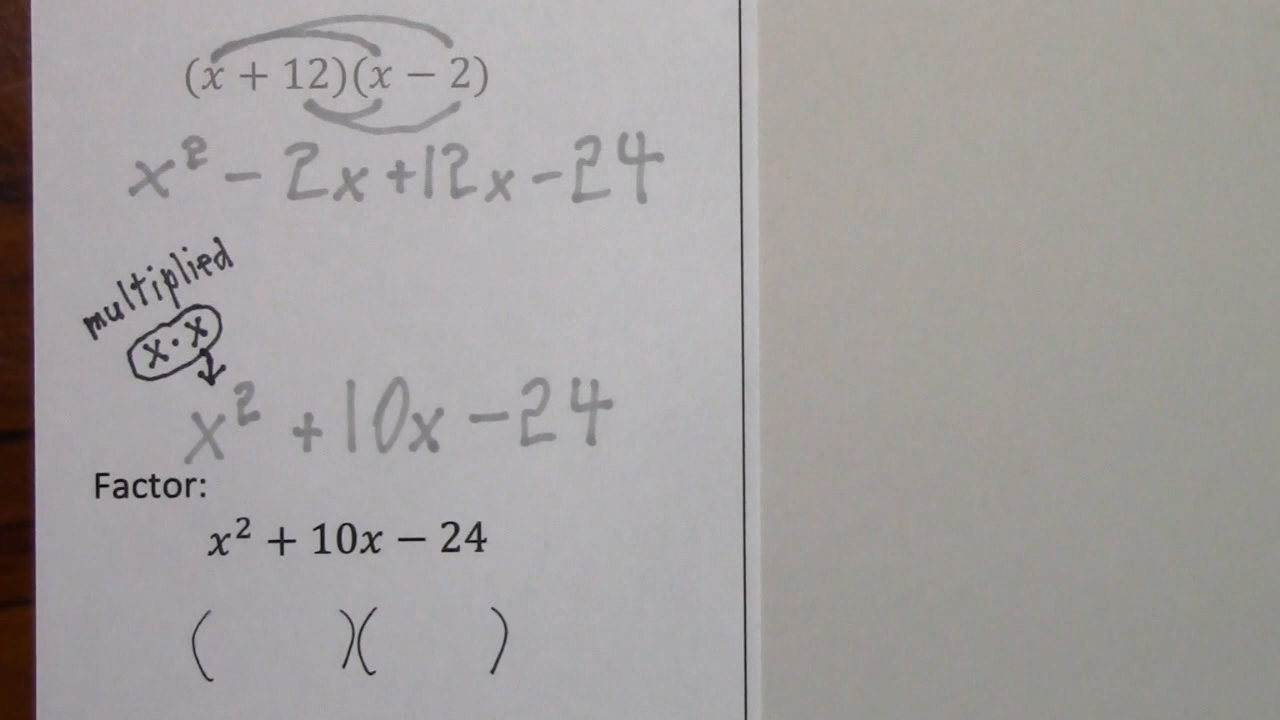 (x + 12)(x − 2)
x² − 2x +12x −24
multiplied
x·x
x² +10x −24
Factor:
x² + 10x − 24
( )( )